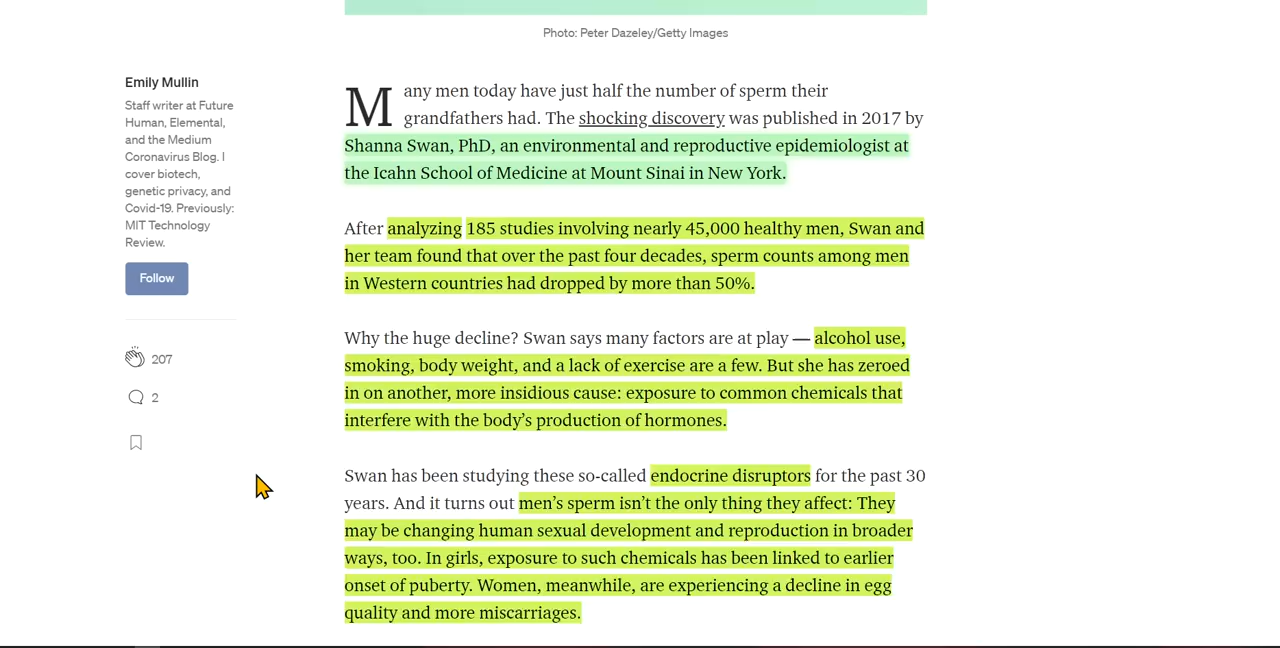 Photo: Peter Dazeley/Getty Images
Emily Mullin
Staff writer at Future
Human, Elemental,
and the Medium
Coronavirus Blog. I
cover biotech,
genetic privacy, and
Covid-19. Previously:
MIT Technology
Review.
Follow
207
2
Many men today have just half the number of sperm their
grandfathers had. The shocking discovery was published in 2017 by
Shanna Swan, PhD, an environmental and reproductive epidemiologist at
the Icahn School of Medicine at Mount Sinai in New York.
After analyzing 185 studies involving nearly 45,000 healthy men, Swan and
her team found that over the past four decades, sperm counts among men
in Western countries had dropped by more than 50%.
Why the huge decline? Swan says many factors are at play — alcohol use,
smoking, body weight, and a lack of exercise are a few. But she has zeroed
in on another, more insidious cause: exposure to common chemicals that
interfere with the body’s production of hormones.
Swan has been studying these so-called endocrine disruptors for the past 30
years. And it turns out men’s sperm isn’t the only thing they affect: They
may be changing human sexual development and reproduction in broader
ways, too. In girls, exposure to such chemicals has been linked to earlier
onset of puberty. Women, meanwhile, are experiencing a decline in egg
quality and more miscarriages.